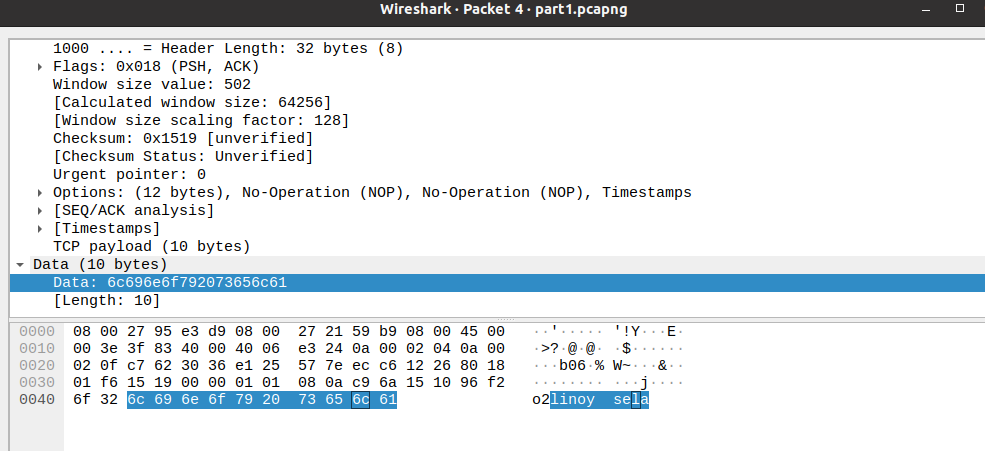 Wireshark · Packet 4 · part1.pcapng
1000 .... = Header Length: 32 bytes (8)
Flags: 0x018 (PSH, ACK)
Window size value: 502
[Calculated window size: 64256]
[Window size scaling factor: 128]
Checksum: 0x1519 [unverified]
[Checksum Status: Unverified]
Urgent pointer: 0
Options: (12 bytes), No-Operation (NOP), No-Operation (NOP), Timestamps
[SEQ/ACK analysis]
[Timestamps]
TCP payload (10 bytes)
Data (10 bytes)
Data: 6c696e6f792073656c61
[Length: 10]
0000 08 00 27 95 e3 d9 08 00 27 21 59 b9 08 00 45 00 ··'····· '!Y···E·
0010 00 3e 3f 83 40 00 40 06 e3 24 0a 00 02 04 0a 00 ·>?·@·@· ·$······
0020 02 0f c7 62 30 36 e1 25 57 7e ec c6 12 26 80 18 ···b06·% W~···&··
0030 01 f6 15 19 00 00 01 01 08 0a c9 6a 15 10 96 f2 ········ ···j····
0040 6f 32 6c 69 6e 6f 79 20 73 65 6c 61 o2linoy sela